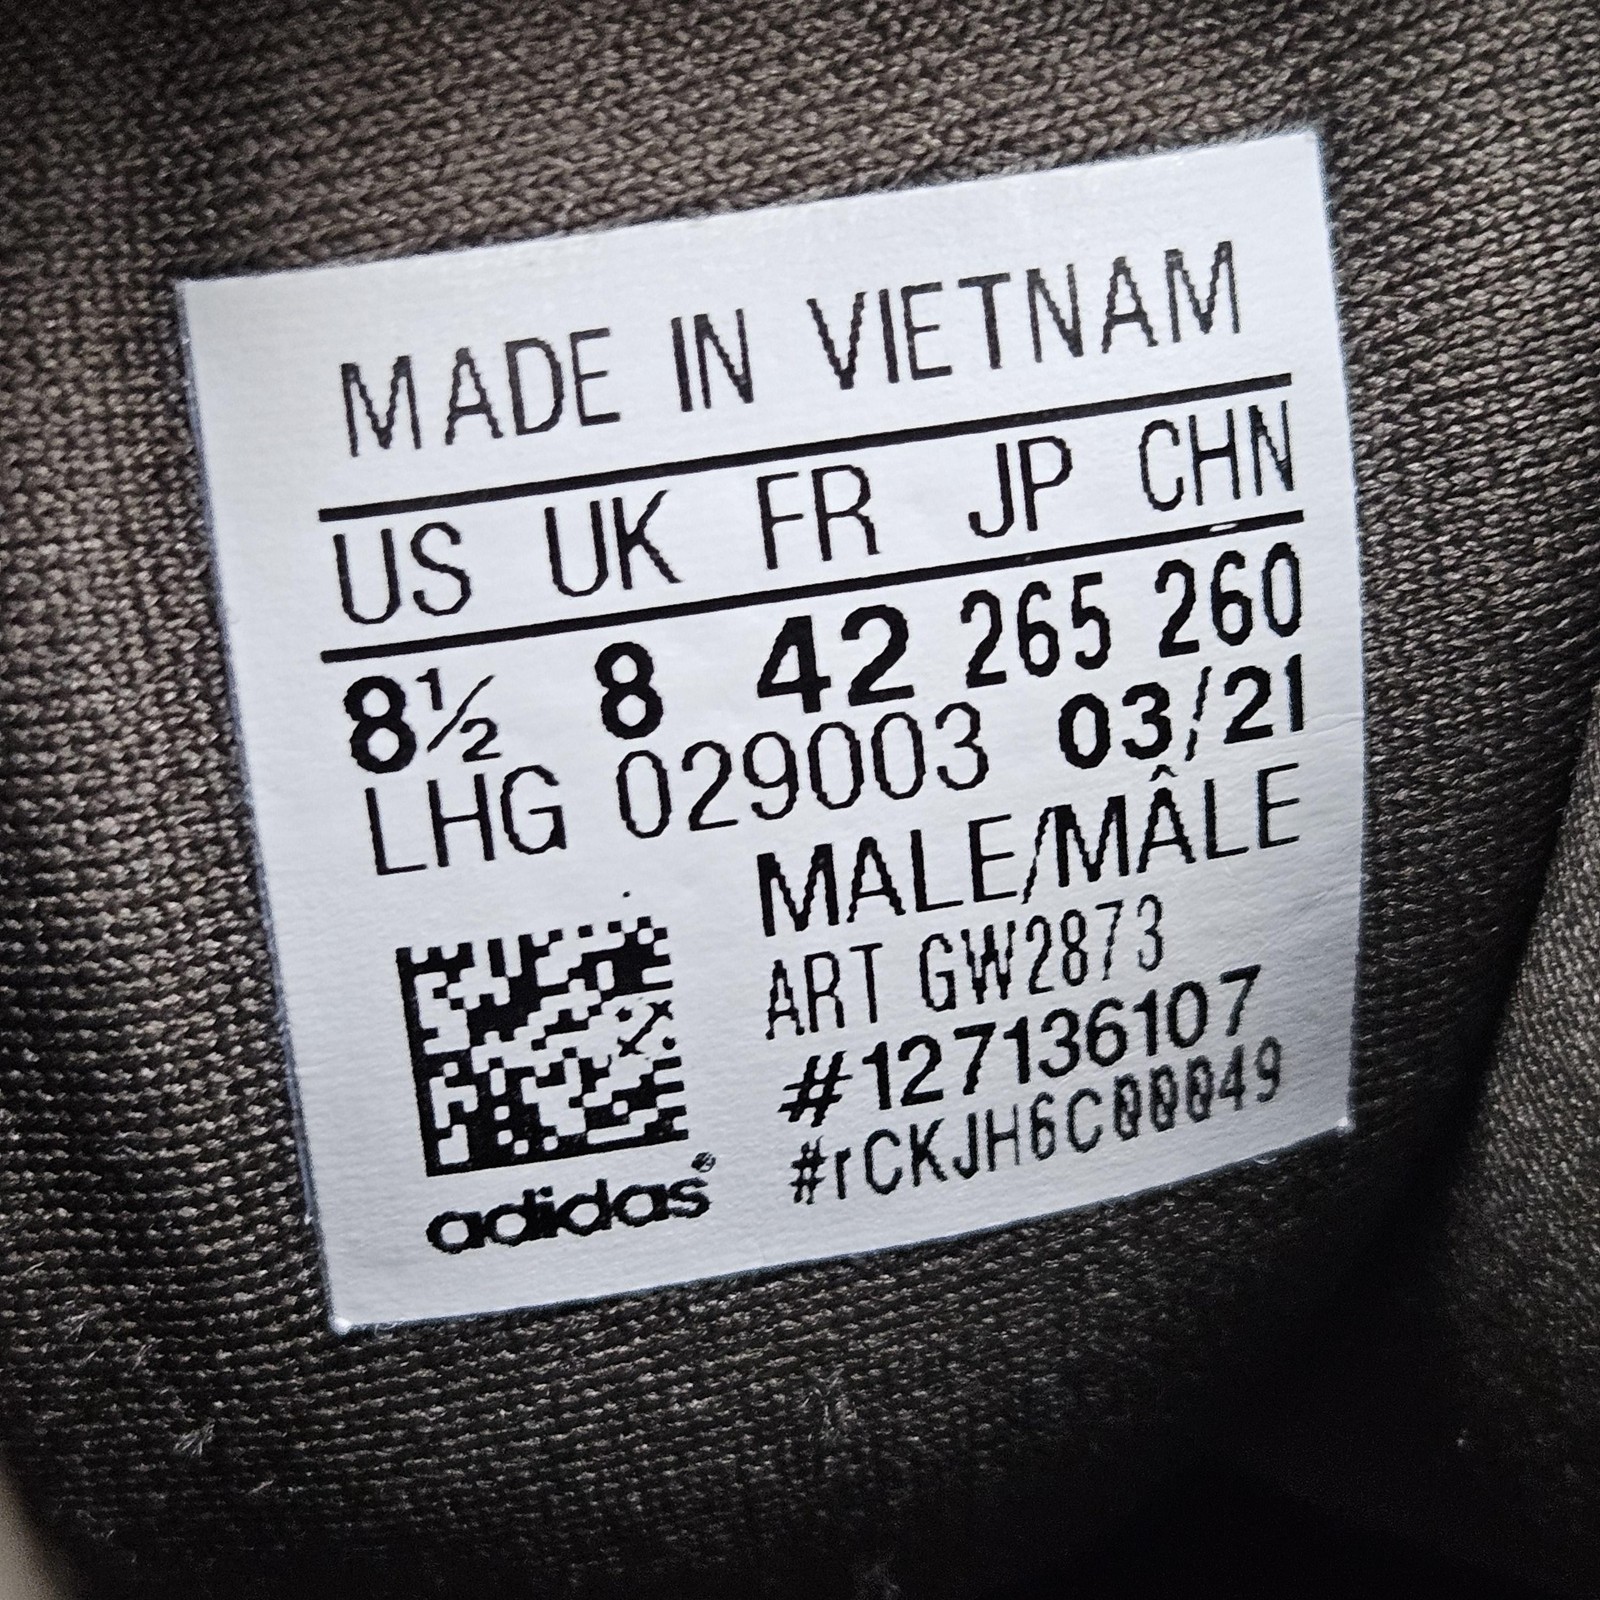 MADE IN VIETNAM
US UK FR JP CHN
8½ 8 42 265 260
LHG 029003 03/21
MALE/MÂLE
ART GW2873
#127136107
#rCKJH6C00049
adidas®